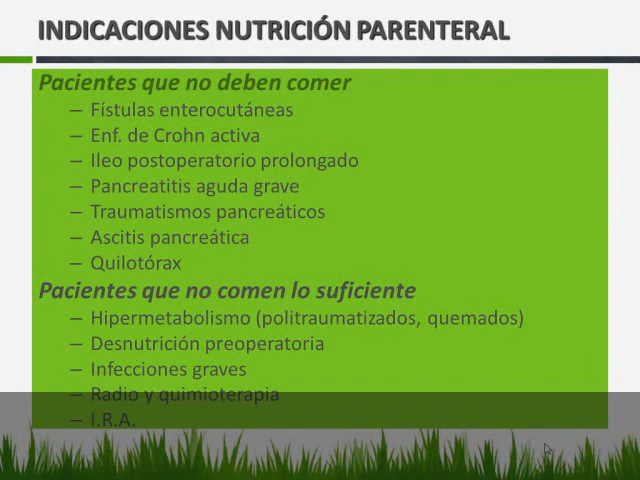 INDICACIONES NUTRICIÓN PARENTERAL
Pacientes que no deben comer
– Fístulas enterocutáneas
– Enf. de Crohn activa
– Ileo postoperatorio prolongado
– Pancreatitis aguda grave
– Traumatismos pancreáticos
– Ascitis pancreática
– Quilotórax
Pacientes que no comen lo suficiente
– Hipermetabolismo (politraumatizados, quemados)
– Desnutrición preoperatoria
– Infecciones graves
– Radio y quimioterapia
– I.R.A.